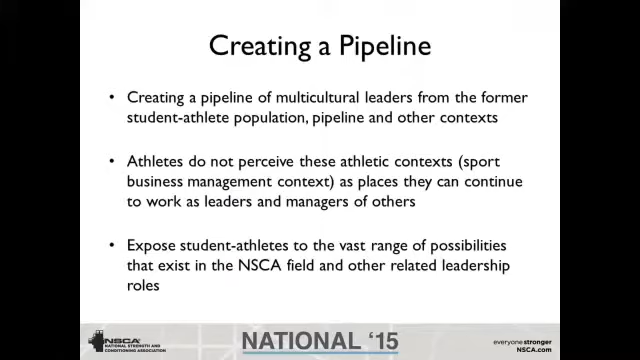 Creating a Pipeline
• Creating a pipeline of multicultural leaders from the former
student-athlete population, pipeline and other contexts
• Athletes do not perceive these athletic contexts (sport
business management context) as places they can continue
to work as leaders and managers of others
• Expose student-athletes to the vast range of possibilities
that exist in the NSCA field and other related leadership
roles
NSCA
NATIONAL STRENGTH AND
CONDITIONING ASSOCIATION
NATIONAL ‘15
everyone stronger
NSCA.com